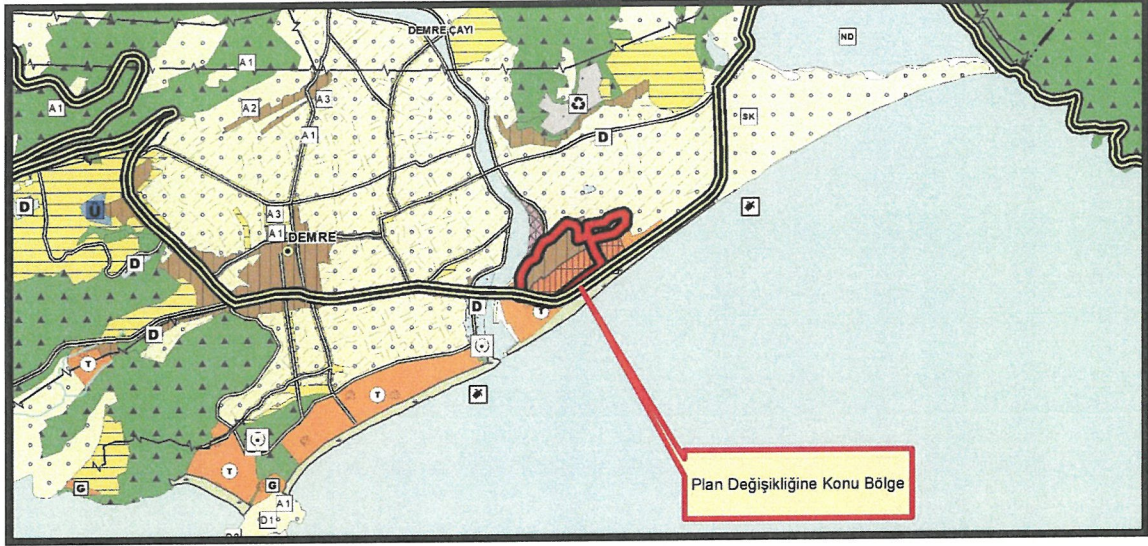 DEMRE ÇAYI
ND
A1
A1
A2
A3
A1
SK
D
D
U
A3
A1
DEMRE
D
D
D
T
T
T
T
G
G
A1
D1
Plan Değişikliğine Konu Bölge